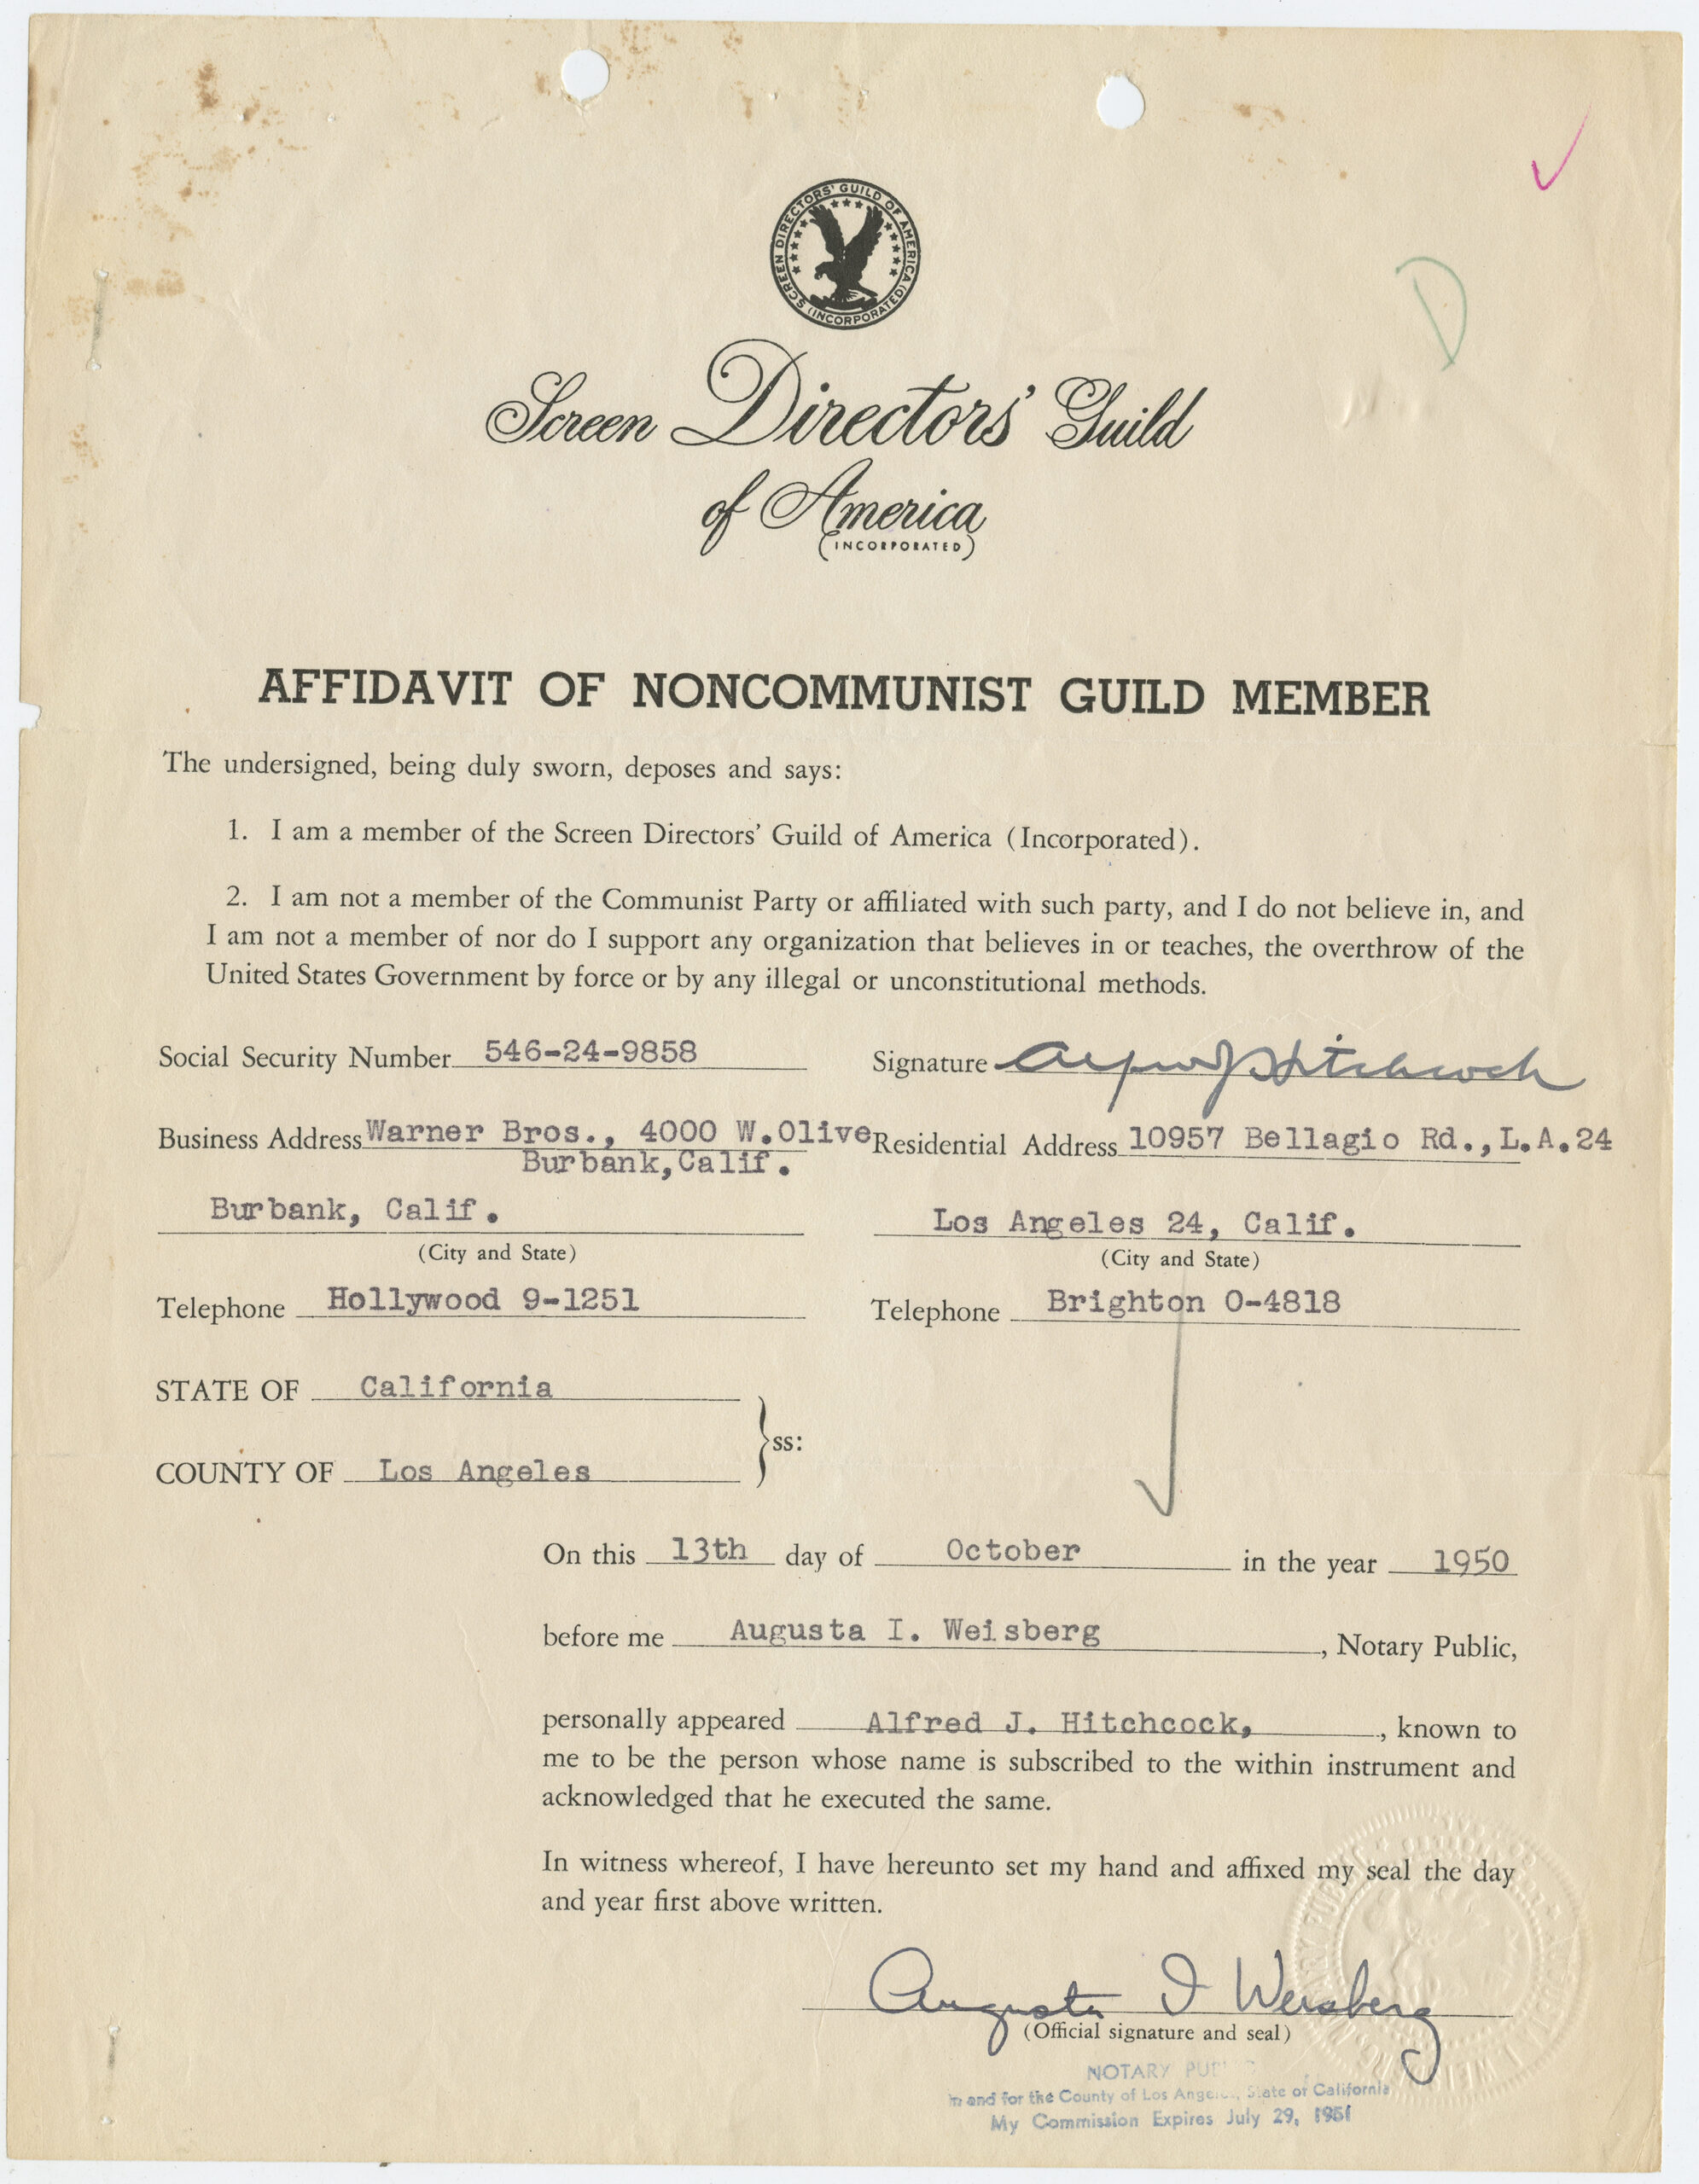 SCREEN DIRECTORS' GUILD OF AMERICA
(INCORPORATED)
D
Screen Directors' Guild
of America
(INCORPORATED)
AFFIDAVIT OF NONCOMMUNIST GUILD MEMBER
The undersigned, being duly sworn, deposes and says:
1. I am a member of the Screen Directors' Guild of America (Incorporated).
2. I am not a member of the Communist Party or affiliated with such party, and I do not believe in, and
I am not a member of nor do I support any organization that believes in or teaches, the overthrow of the
United States Government by force or by any illegal or unconstitutional methods.
Social Security Number 546-24-9858 Signature Alfred J Hitchcock
Business Address Warner Bros., 4000 W.Olive Residential Address 10957 Bellagio Rd.,L.A.24
Burbank,Calif.
Burbank, Calif. Los Angeles 24, Calif.
(City and State) (City and State)
Telephone Hollywood 9-1251 Telephone Brighton 0-4818
STATE OF California
ss:
COUNTY OF Los Angeles
On this 13th day of October in the year 1950
before me Augusta I. Weisberg, Notary Public,
personally appeared Alfred J. Hitchcock, , known to
me to be the person whose name is subscribed to the within instrument and
acknowledged that he executed the same.
In witness whereof, I have hereunto set my hand and affixed my seal the day
and year first above written.
Augusta I Weisberg
(Official signature and seal)
NOTARY
in and for the County of Los Angeles, State of California
My Commission Expires July 29, 1951